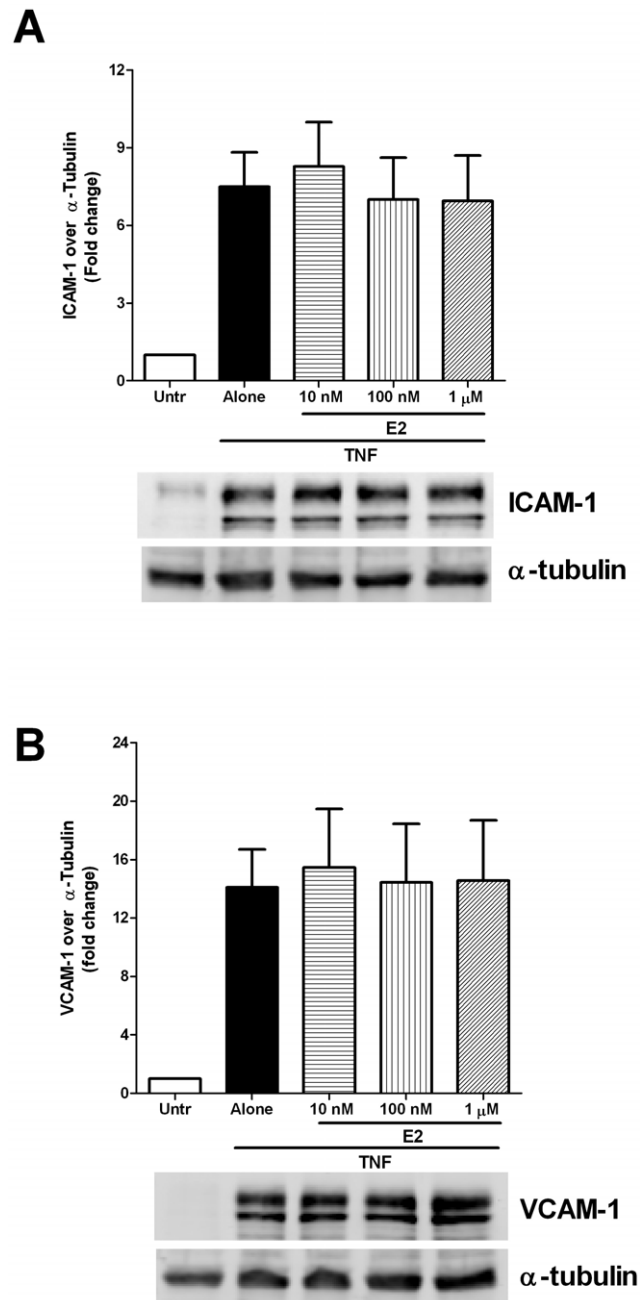 A
ICAM-1 over α-Tubulin
(Fold change)
12
9
6
3
0
Untr Alone 10 nM 100 nM 1 μM
E2
TNF
ICAM-1
α-tubulin
B
VCAM-1 over α-Tubulin
(fold change)
24
20
16
12
8
4
0
Untr Alone 10 nM 100 nM 1 μM
E2
TNF
VCAM-1
α-tubulin